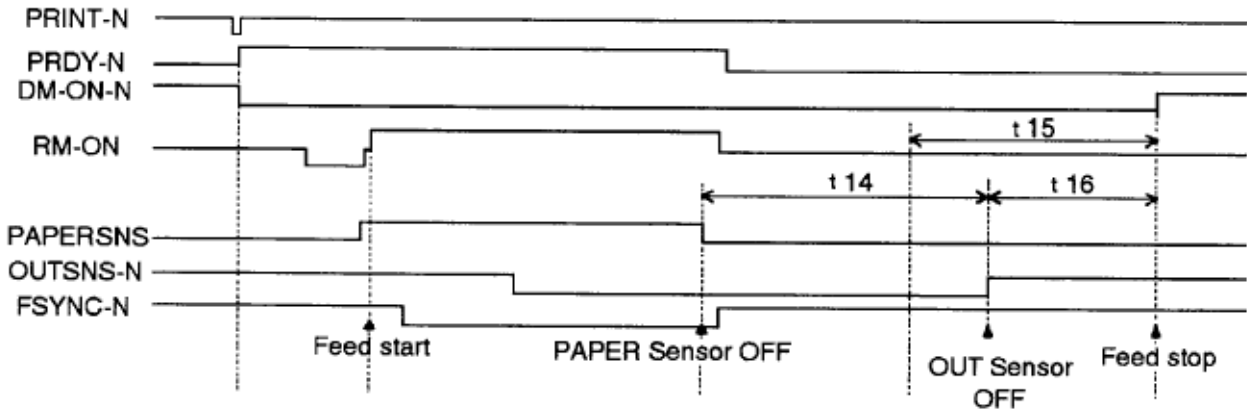 PRINT-N
PRDY-N
DM-ON-N
RM-ON
t 15
t 14
t 16
PAPERSNS
OUTSNS-N
FSYNC-N
Feed start
PAPER Sensor OFF
OUT Sensor
OFF
Feed stop